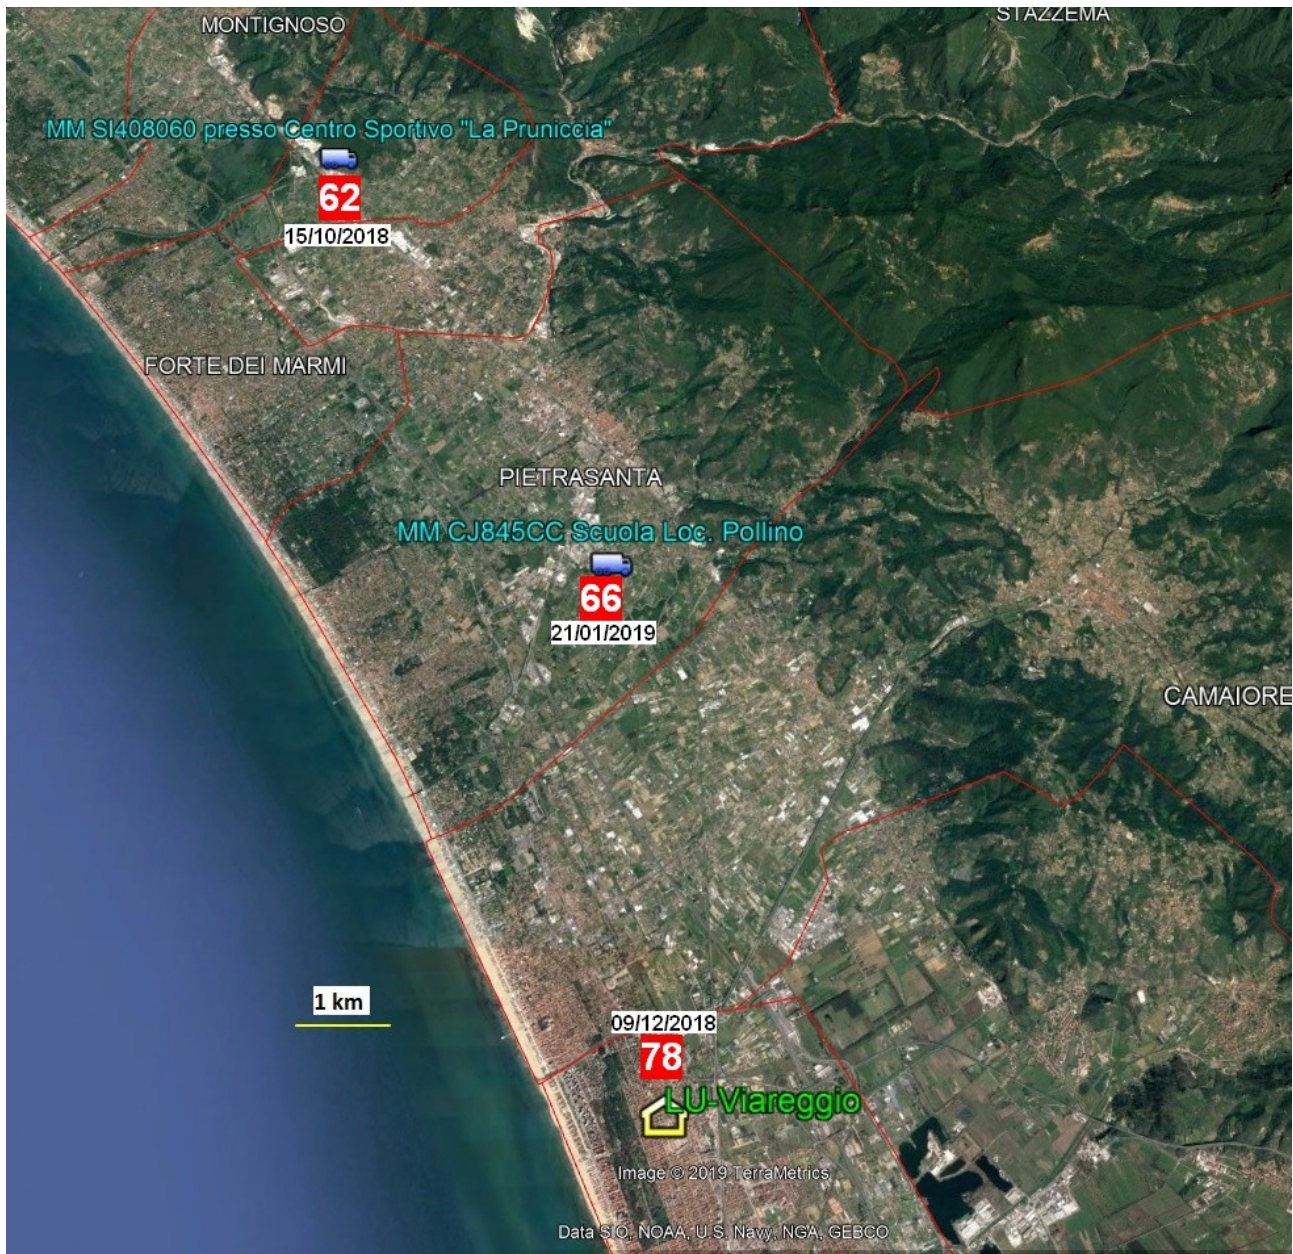 MONTIGNOSO
STAZZEMA
MM SI408060 presso Centro Sportivo "La Pruniccia"
62
15/10/2018
FORTE DEI MARMI
PIETRASANTA
MM CJ845CC Scuola Loc. Pollino
66
21/01/2019
CAMAIORE
1 km
09/12/2018
78
LU-Viareggio
Image © 2019 TerraMetrics
Data SIO, NOAA, U.S. Navy, NGA, GEBCO